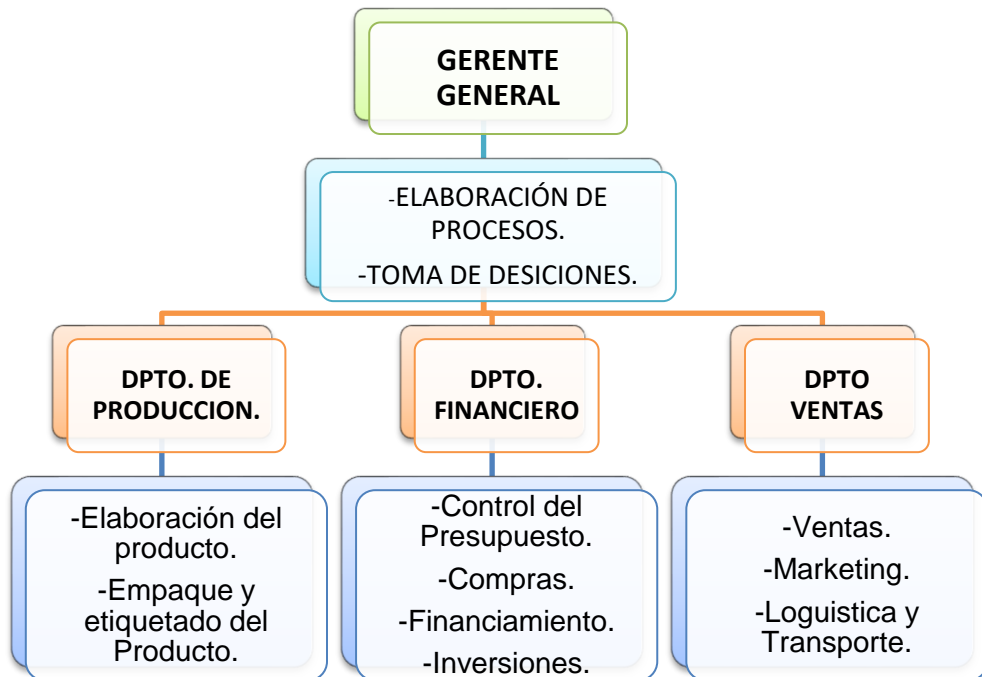 GERENTE
GENERAL
-ELABORACIÓN DE
PROCESOS.
-TOMA DE DESICIONES.
DPTO. DE
PRODUCCION.
DPTO.
FINANCIERO
DPTO
VENTAS
-Elaboración del
producto.
-Empaque y
etiquetado del
Producto.
-Control del
Presupuesto.
-Compras.
-Financiamiento.
-Inversiones.
-Ventas.
-Marketing.
-Loguistica y
Transporte.